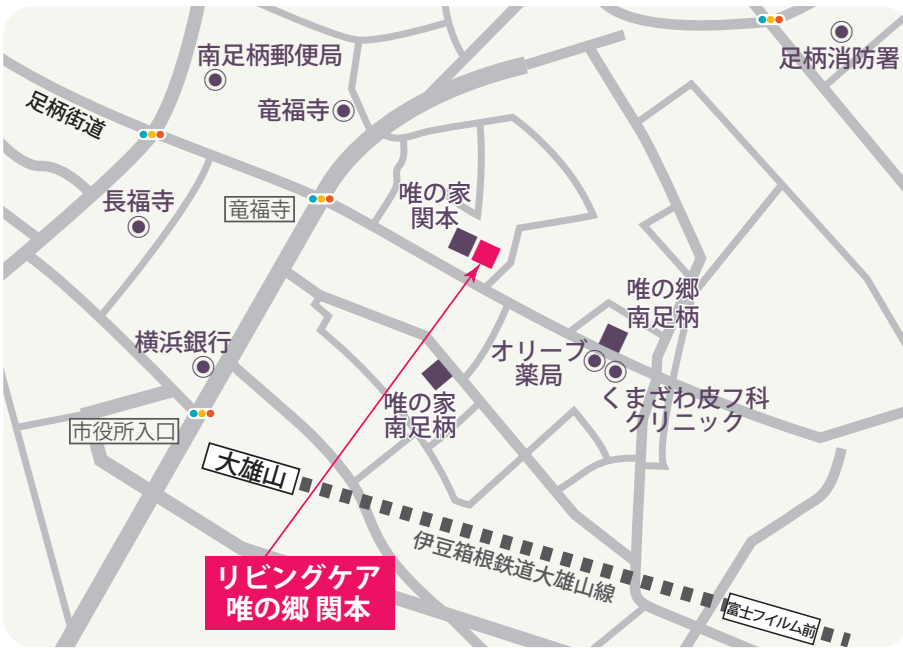 足柄消防署
南足柄郵便局
竜福寺
足柄街道
長福寺
竜福寺
唯の家
関本
唯の郷
南足柄
横浜銀行
オリーブ
薬局
くまざわ皮フ科
クリニック
唯の家
南足柄
市役所入口
大雄山
伊豆箱根鉄道大雄山線
リビングケア
唯の郷 関本
富士フイルム前